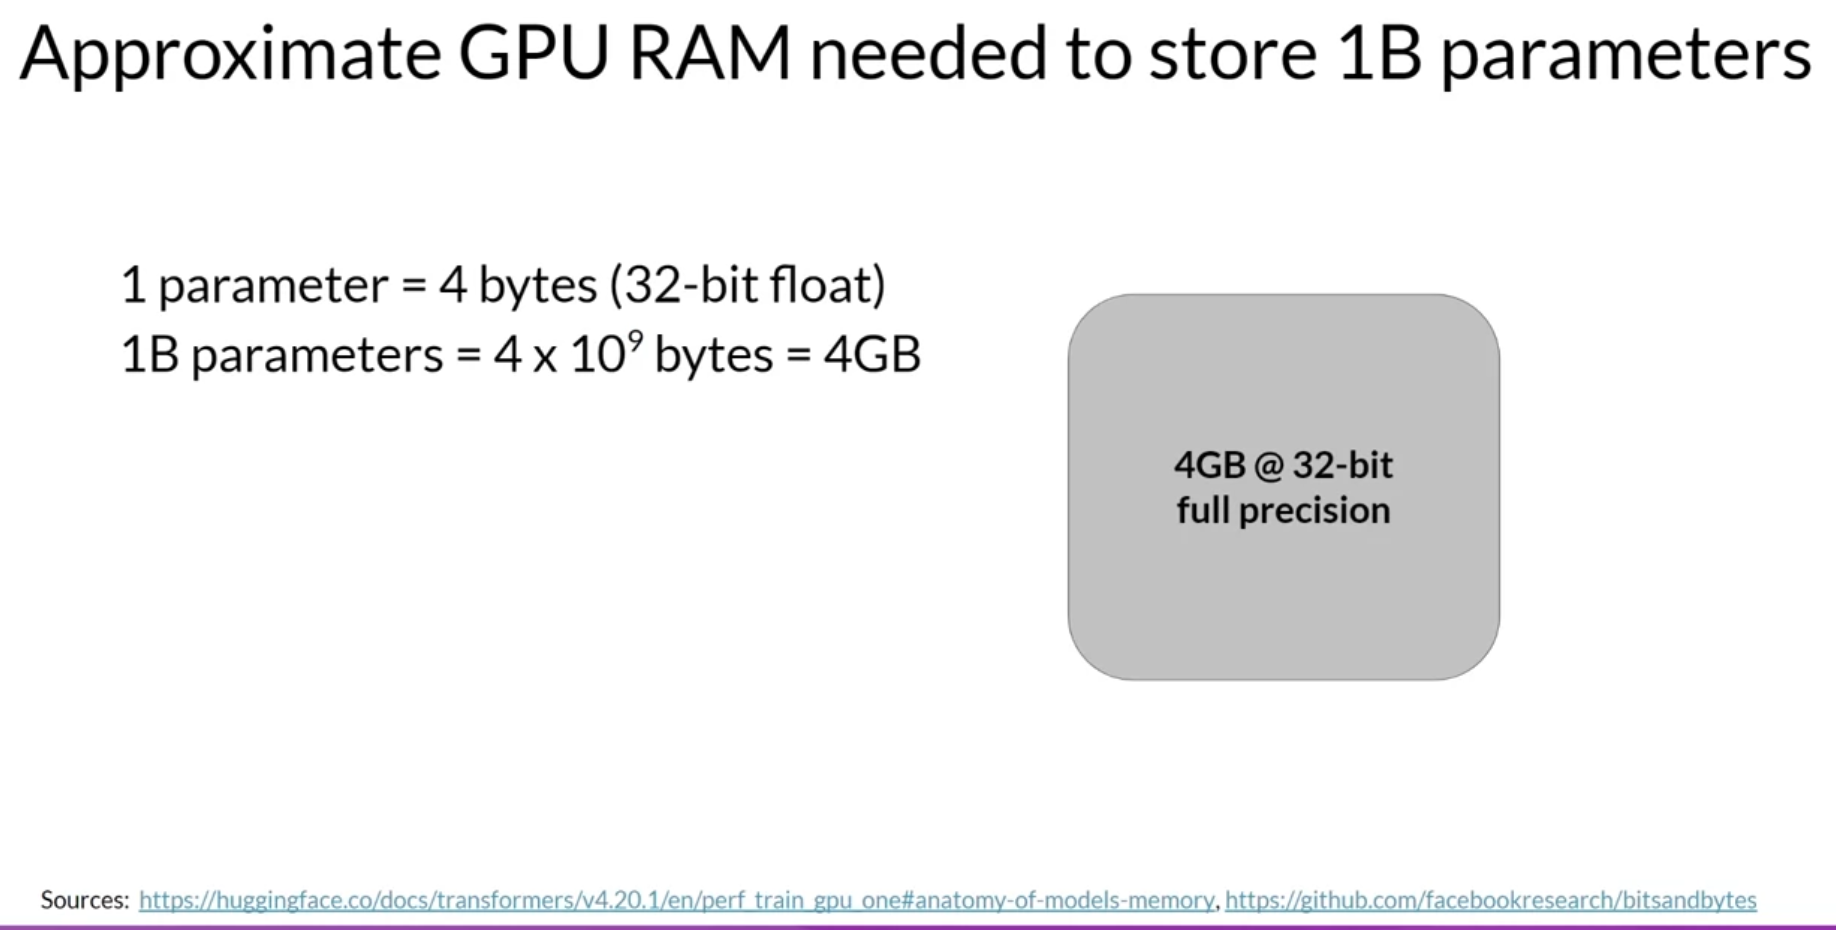 Approximate GPU RAM needed to store 1B parameters
1 parameter = 4 bytes (32-bit float)
1B parameters = 4 x 10⁹ bytes = 4GB
4GB @ 32-bit
full precision
Sources: https://huggingface.co/docs/transformers/v4.20.1/en/perf_train_gpu_one#anatomy-of-models-memory, https://github.com/facebookresearch/bitsandbytes